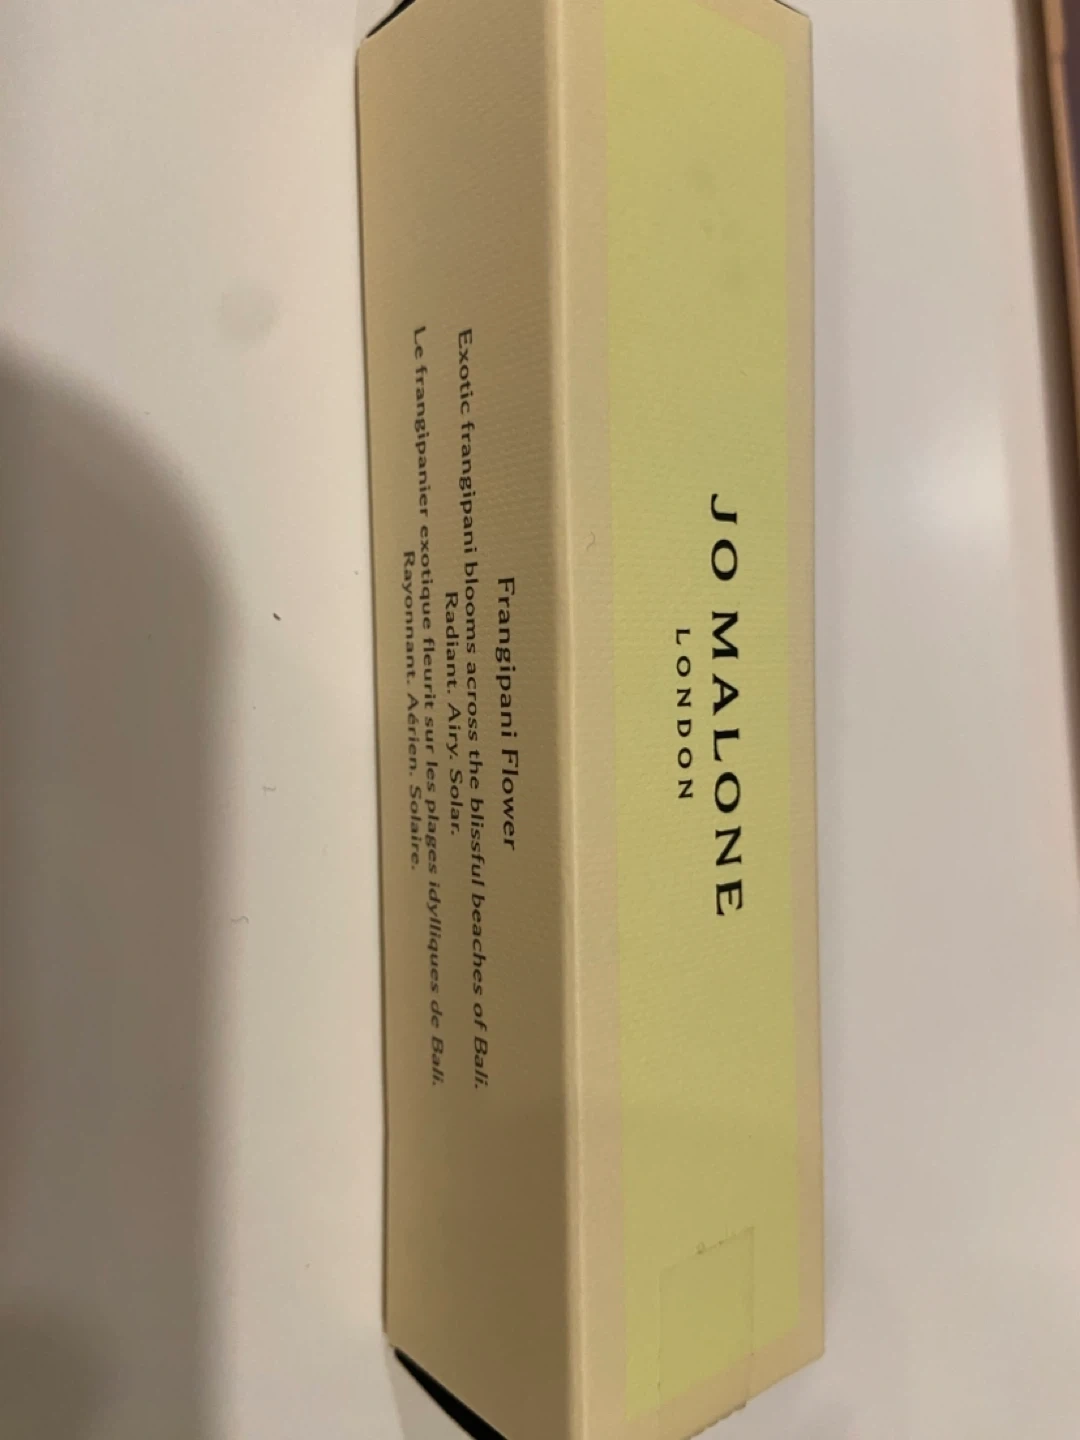 JO MALONE
LONDON
Frangipani Flower
Exotic frangipani blooms across the blissful beaches of Bali.
Radiant. Airy. Solar.
Le frangipanier exotique fleurit sur les plages idylliques de Bali.
Rayonnant. Aérien. Solaire.